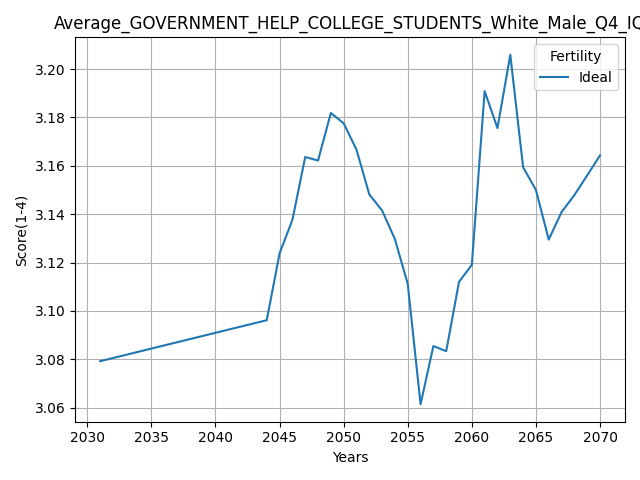 Average_GOVERNMENT_HELP_COLLEGE_STUDENTS_White_Male_Q4_IQ
Fertility
Ideal
Score(1-4)
3.20
3.18
3.16
3.14
3.12
3.10
3.08
3.06
2030 2035 2040 2045 2050 2055 2060 2065 2070
Years